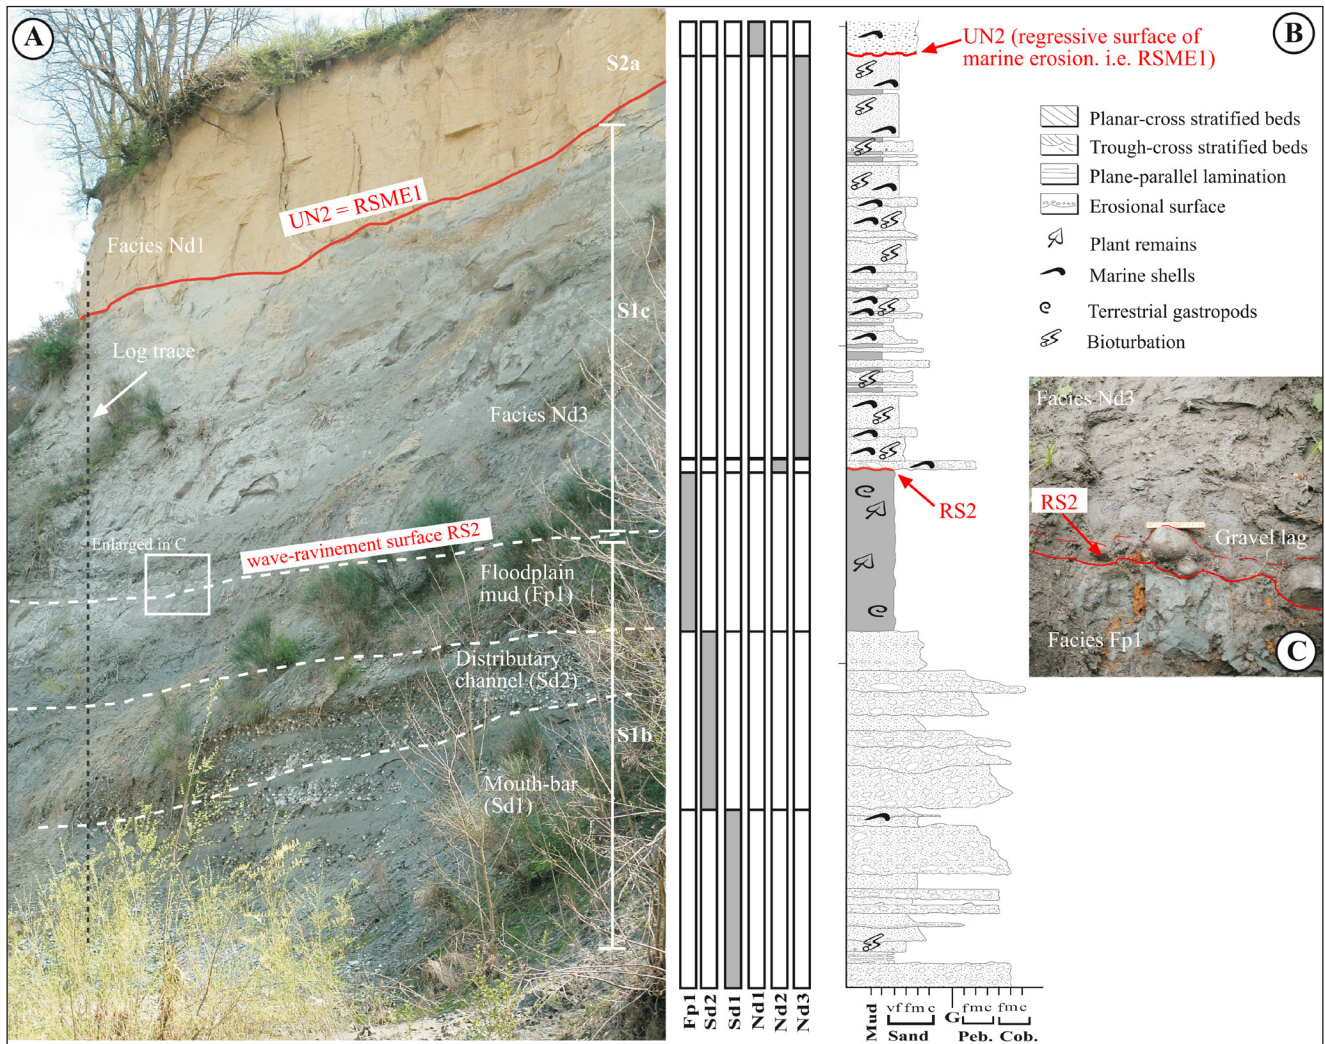 A
S2a
UN2 = RSME1
Facies Nd1
S1c
Log trace
Facies Nd3
Enlarged in C
wave-ravinement surface RS2
Floodplain
mud (Fp1)
Distributary
channel (Sd2)
S1b
Mouth-bar
(Sd1)
Fp1
Sd2
Sd1
Nd1
Nd2
Nd3
B
UN2 (regressive surface of
marine erosion. i.e. RSME1)
RS2
Mud
vf f m c
Sand
G
f m c
Peb.
f m c
Cob.
Planar-cross stratified beds
Trough-cross stratified beds
Plane-parallel lamination
Erosional surface
Plant remains
Marine shells
Terrestrial gastropods
Bioturbation
Facies Nd3
RS2
Gravel lag
Facies Fp1
C